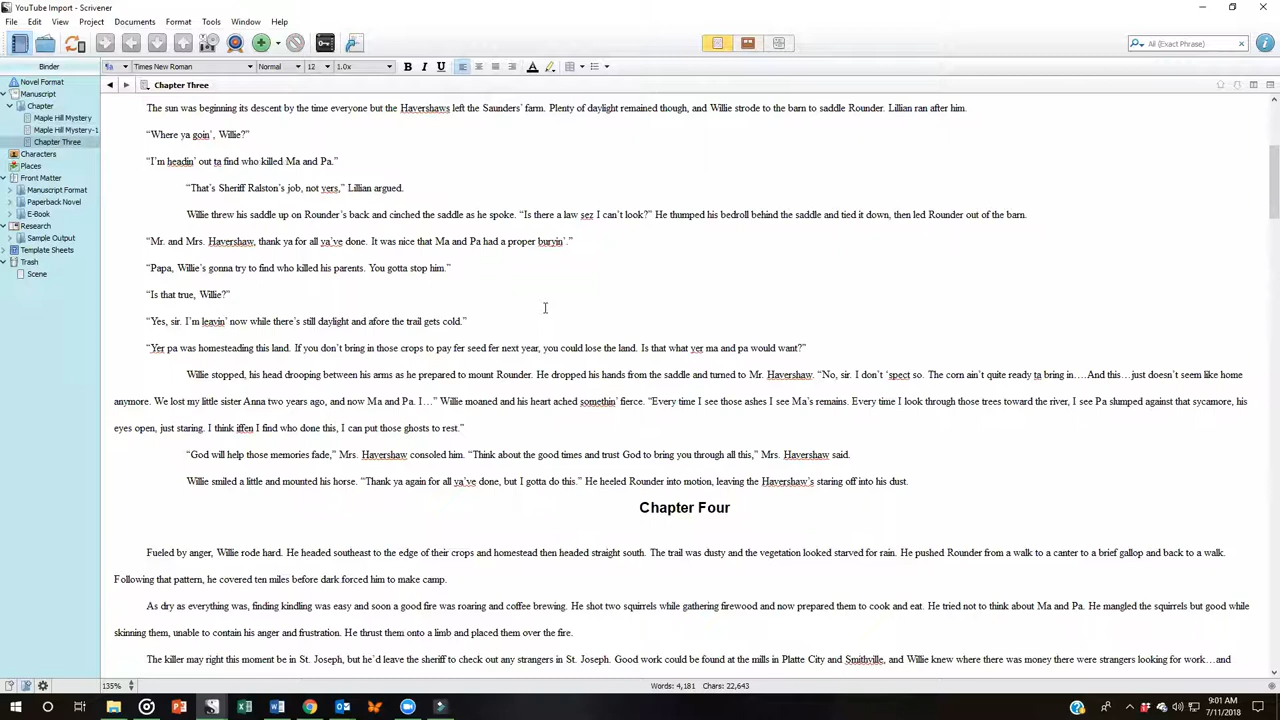 YouTube Import - Scrivener
File Edit View Project Documents Format Tools Window Help
All (Exact Phrase)
Binder
Times New Roman Normal 12 1.0x B I U A
Novel Format
Manuscript
Chapter
Maple Hill Mystery
Maple Hill Mystery-1
Chapter Three
Characters
Places
Front Matter
Manuscript Format
Paperback Novel
E-Book
Research
Sample Output
Template Sheets
Trash
Scene
Chapter Three
The sun was beginning its descent by the time everyone but the Havershaws left the Saunders’ farm. Plenty of daylight remained though, and Willie strode to the barn to saddle Rounder. Lillian ran after him.
“Where ya goin’, Willie?”
“I’m headin’ out ta find who killed Ma and Pa.”
“That’s Sheriff Ralston’s job, not yers,” Lillian argued.
Willie threw his saddle up on Rounder’s back and cinched the saddle as he spoke. “Is there a law sez I can’t look?” He thumped his bedroll behind the saddle and tied it down, then led Rounder out of the barn.
“Mr. and Mrs. Havershaw, thank ya for all ya’ve done. It was nice that Ma and Pa had a proper buryin’.”
“Papa, Willie’s gonna try to find who killed his parents. You gotta stop him.”
“Is that true, Willie?”
“Yes, sir. I’m leavin’ now while there’s still daylight and afore the trail gets cold.”
“Yer pa was homesteading this land. If you don’t bring in those crops to pay fer seed fer next year, you could lose the land. Is that what yer ma and pa would want?”
Willie stopped, his head drooping between his arms as he prepared to mount Rounder. He dropped his hands from the saddle and turned to Mr. Havershaw. “No, sir. I don’t ‘spect so. The corn ain’t quite ready ta bring in….And this…just doesn’t seem like home
anymore. We lost my little sister Anna two years ago, and now Ma and Pa. I…” Willie moaned and his heart ached somethin’ fierce. “Every time I see those ashes I see Ma’s remains. Every time I look through those trees toward the river, I see Pa slumped against that sycamore, his
eyes open, just staring. I think iffen I find who done this, I can put those ghosts to rest.”
“God will help those memories fade,” Mrs. Havershaw consoled him. “Think about the good times and trust God to bring you through all this,” Mrs. Havershaw said.
Willie smiled a little and mounted his horse. “Thank ya again for all ya’ve done, but I gotta do this.” He heeled Rounder into motion, leaving the Havershaw’s staring off into his dust.
Chapter Four
Fueled by anger, Willie rode hard. He headed southeast to the edge of their crops and homestead then headed straight south. The trail was dusty and the vegetation looked starved for rain. He pushed Rounder from a walk to a canter to a brief gallop and back to a walk.
Following that pattern, he covered ten miles before dark forced him to make camp.
As dry as everything was, finding kindling was easy and soon a good fire was roaring and coffee brewing. He shot two squirrels while gathering firewood and now prepared them to cook and eat. He tried not to think about Ma and Pa. He mangled the squirrels but good while
skinning them, unable to contain his anger and frustration. He thrust them onto a limb and placed them over the fire.
The killer may right this moment be in St. Joseph, but he’d leave the sheriff to check out any strangers in St. Joseph. Good work could be found at the mills in Platte City and Smithville, and Willie knew where there was money there were strangers looking for work…and
135% Words: 4,181 Chars: 22,643
9:01 AM
7/11/2018